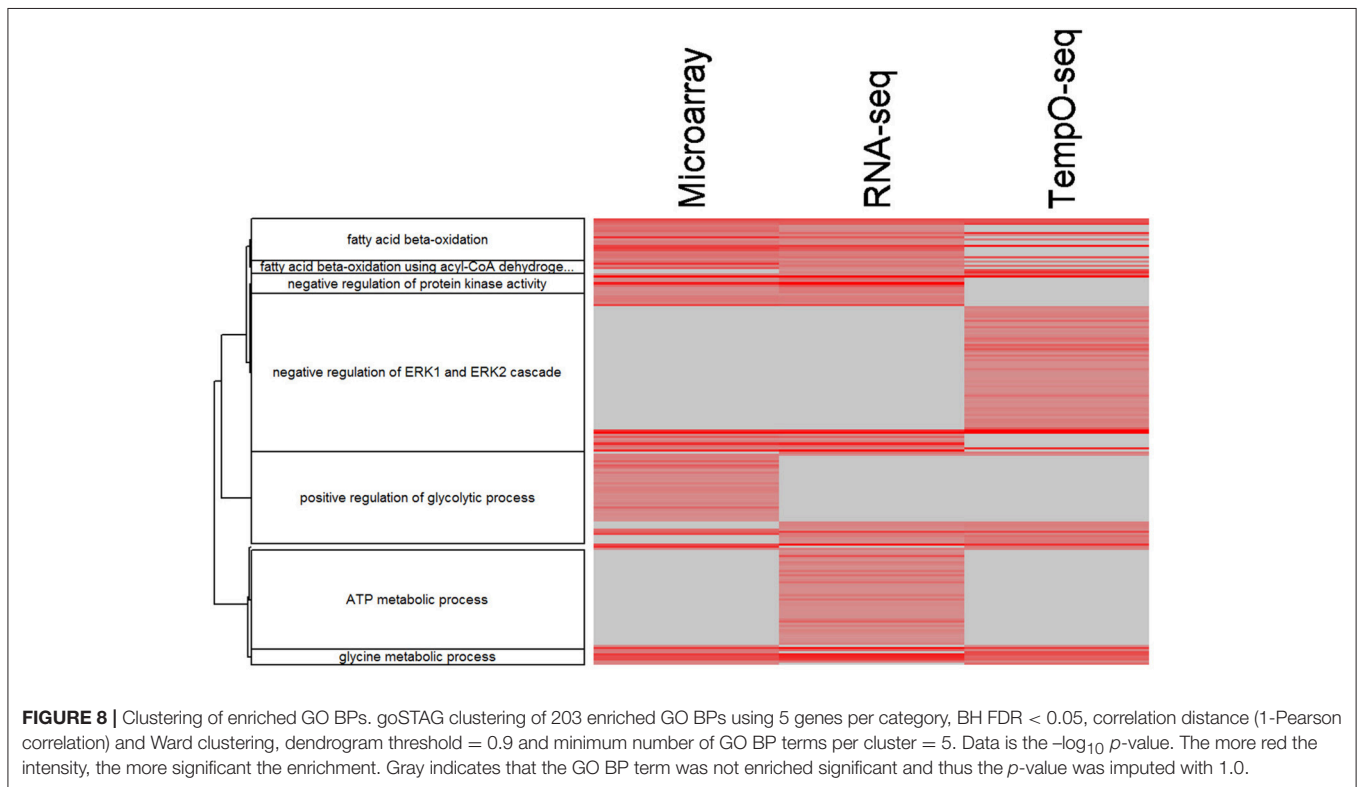 Microarray
RNA-seq
TempO-seq
fatty acid beta-oxidation
fatty acid beta-oxidation using acyl-CoA dehydroge...
negative regulation of protein kinase activity
negative regulation of ERK1 and ERK2 cascade
positive regulation of glycolytic process
ATP metabolic process
glycine metabolic process
FIGURE 8 | Clustering of enriched GO BPs. goSTAG clustering of 203 enriched GO BPs using 5 genes per category, BH FDR < 0.05, correlation distance (1-Pearson
correlation) and Ward clustering, dendrogram threshold = 0.9 and minimum number of GO BP terms per cluster = 5. Data is the –log10 p-value. The more red the
intensity, the more significant the enrichment. Gray indicates that the GO BP term was not enriched significant and thus the p-value was imputed with 1.0.